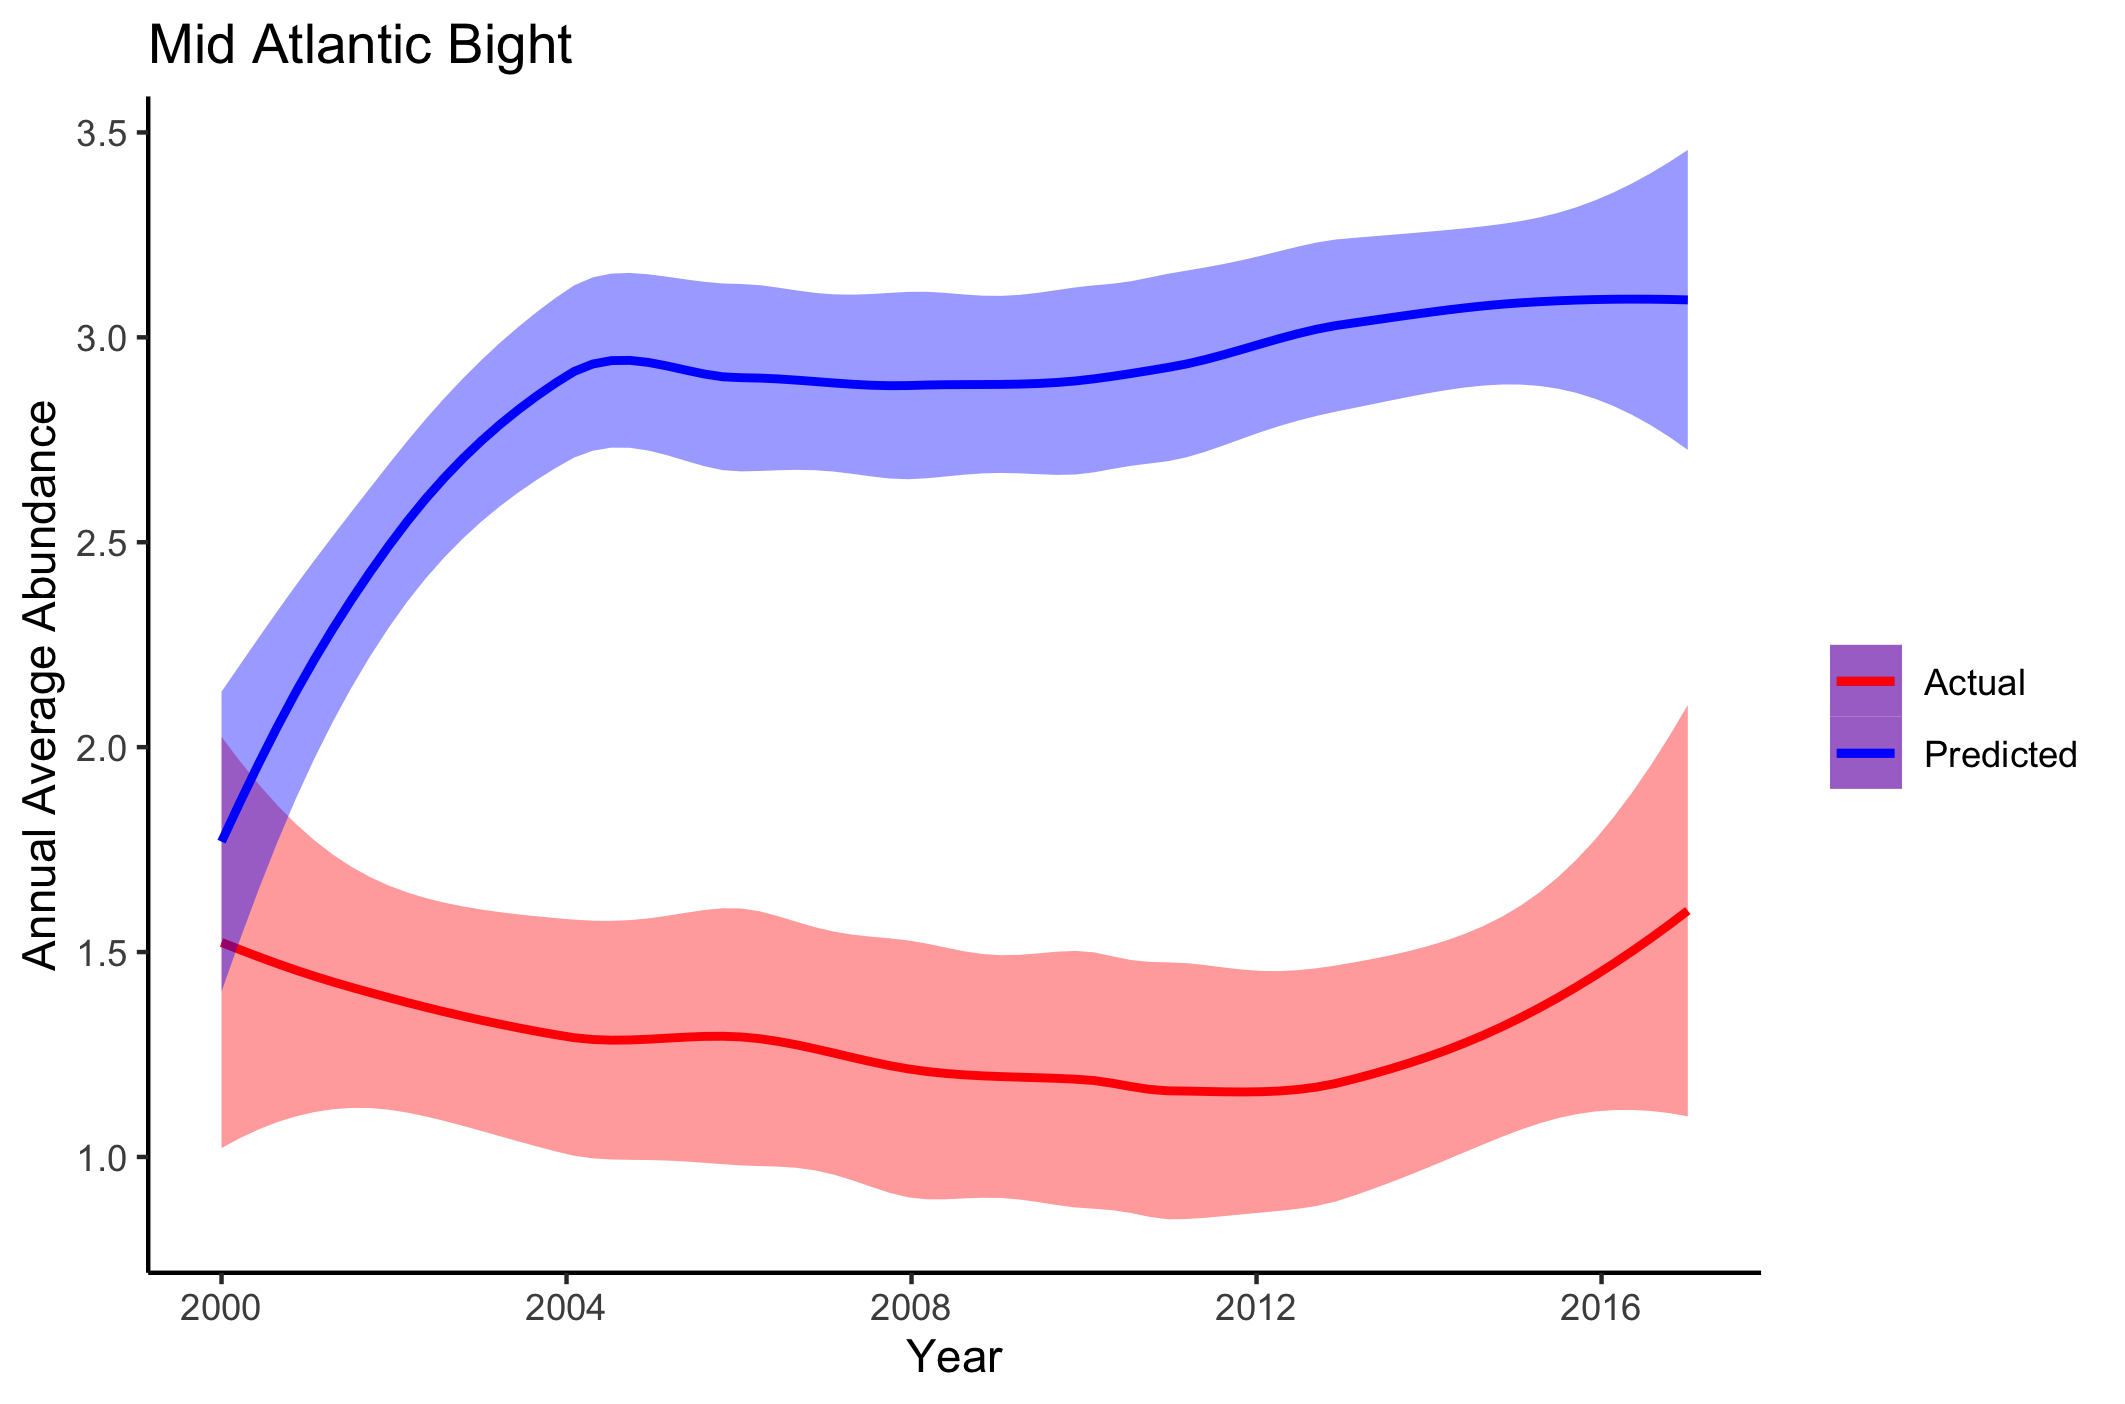 Mid Atlantic Bight
3.5
3.0
2.5
2.0
1.5
1.0
Annual Average Abundance
2000
2004
2008
2012
2016
Year
Actual
Predicted